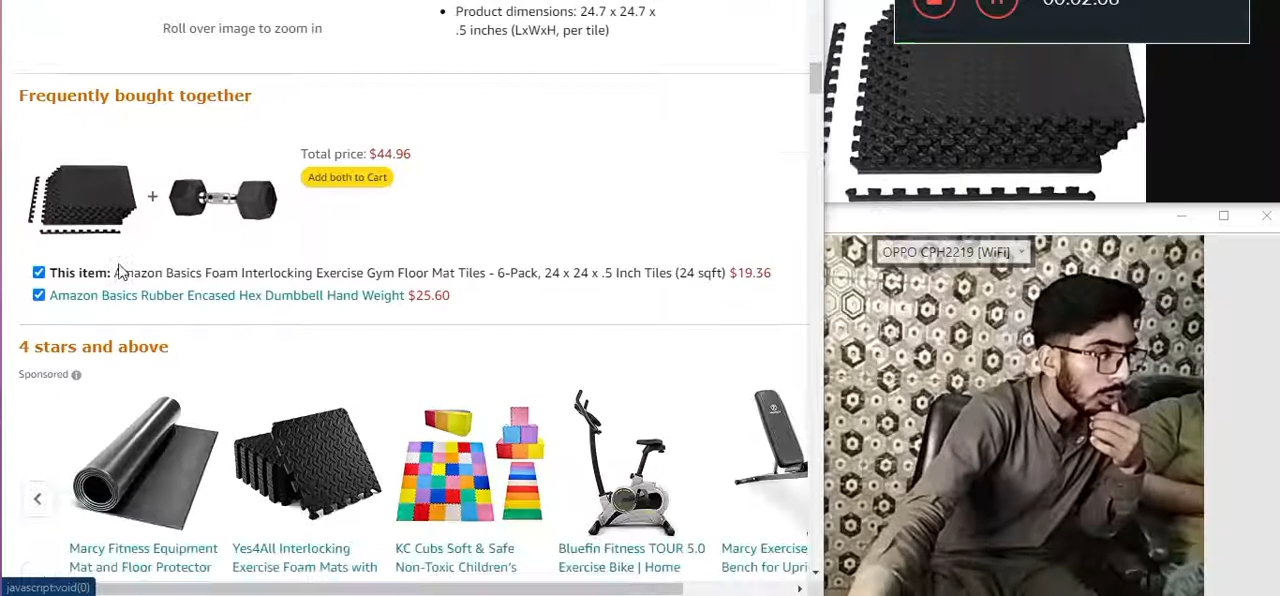 Roll over image to zoom in
• Product dimensions: 24.7 x 24.7 x
.5 inches (LxWxH, per tile)
Frequently bought together
+
Total price: $44.96
Add both to Cart
This item: Amazon Basics Foam Interlocking Exercise Gym Floor Mat Tiles - 6-Pack, 24 x 24 x .5 Inch Tiles (24 sqft) $19.36
Amazon Basics Rubber Encased Hex Dumbbell Hand Weight $25.60
4 stars and above
Sponsored
Marcy Fitness Equipment
Mat and Floor Protector
Yes4All Interlocking
Exercise Foam Mats with
KC Cubs Soft & Safe
Non-Toxic Children's
Bluefin Fitness TOUR 5.0
Exercise Bike | Home
Marcy Exercise
Bench for Upri
javascript:void(0)
OPPO CPH2219 [WiFi]